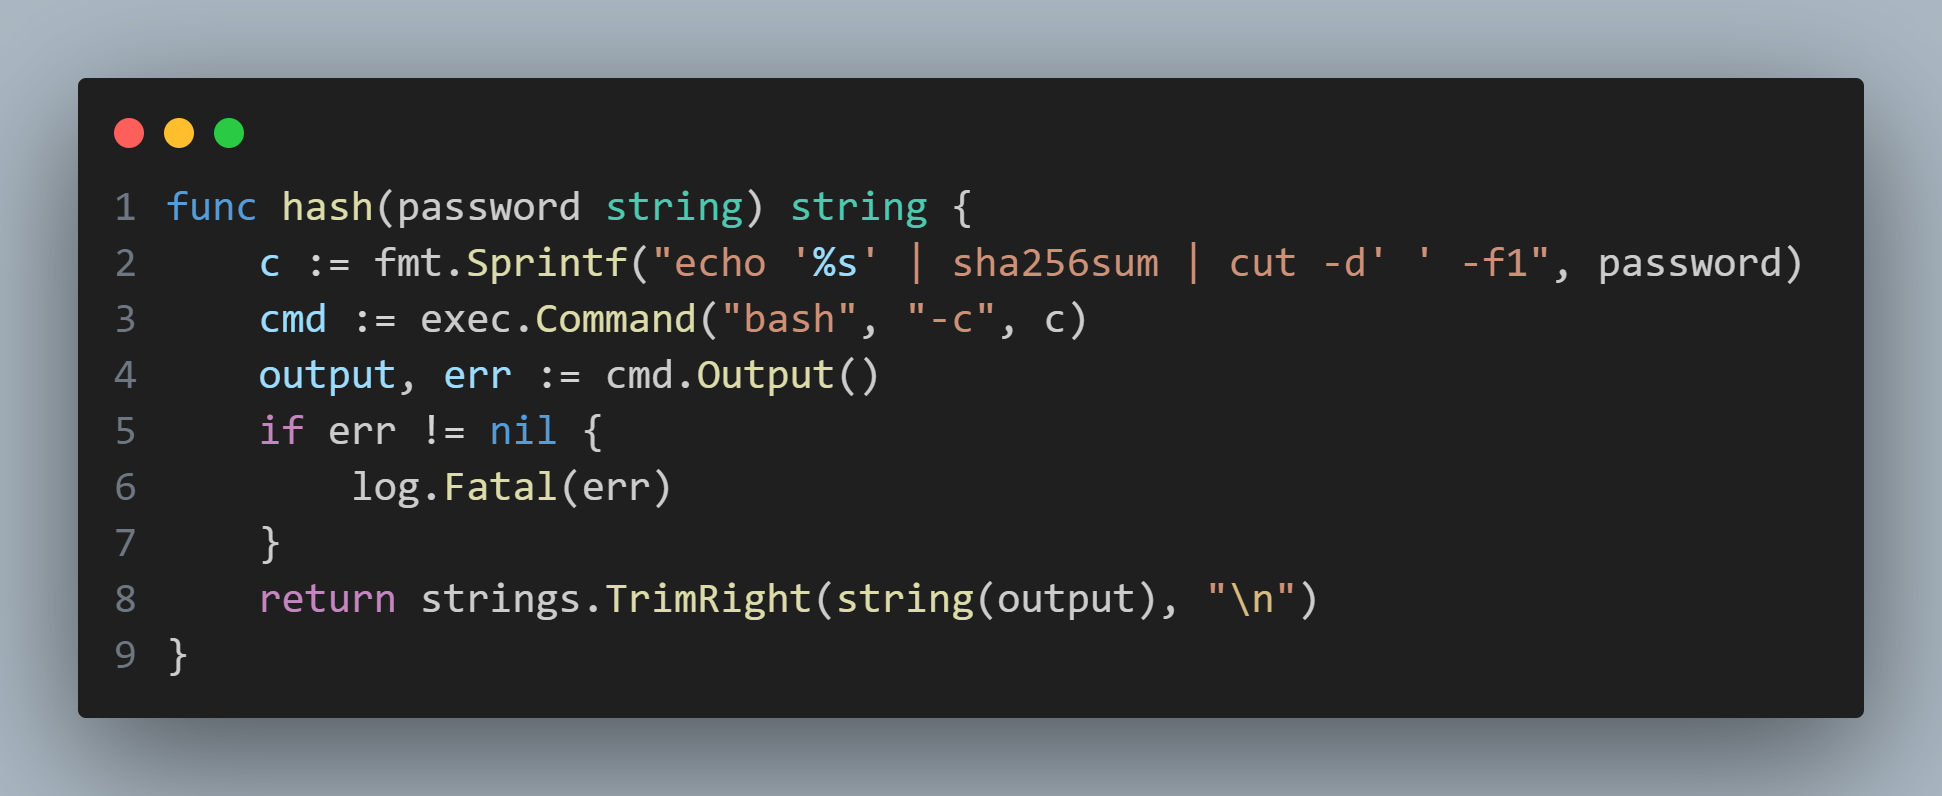 1 func hash(password string) string {
2     c := fmt.Sprintf("echo '%s' | sha256sum | cut -d' ' -f1", password)
3     cmd := exec.Command("bash", "-c", c)
4     output, err := cmd.Output()
5     if err != nil {
6         log.Fatal(err)
7     }
8     return strings.TrimRight(string(output), "\n")
9 }